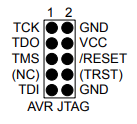 1 2
TCK GND
TDO VCC
TMS /RESET
(NC) (TRST)
TDI GND
AVR JTAG